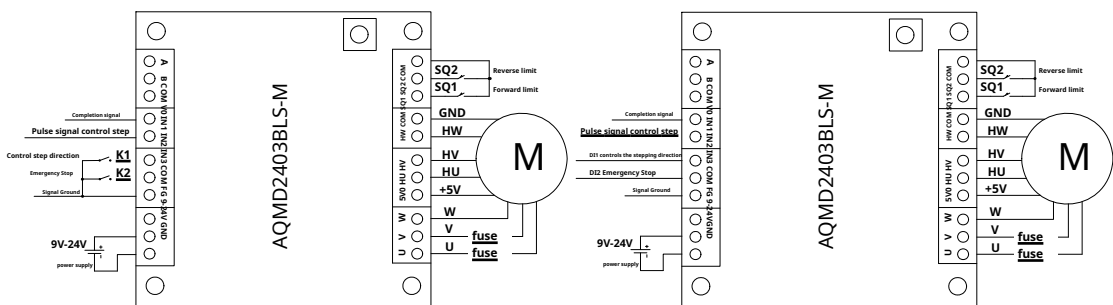 A
B COM
V0 IN1 IN2
IN3 COM FG
9-24V
GND
Completion signal
Pulse signal control step
Control step direction
K1
Emergency Stop
K2
Signal Ground
9V-24V
+
-
power supply
AQMD2403BLS-M
SQ1 SQ2 COM
HW COM
5V0 HU HV
U V W
SQ2
Reverse limit
SQ1
Forward limit
GND
HW
HV
HU
+5V
W
V
fuse
U
fuse
M
A
B COM
V0 IN1 IN2
IN3 COM FG
9-24V
GND
Completion signal
Pulse signal control step
DI1 controls the stepping direction
DI2 Emergency Stop
Signal Ground
9V-24V
+
-
power supply
AQMD2403BLS-M
SQ1 SQ2 COM
HW COM
5V0 HU HV
U V W
SQ2
Reverse limit
SQ1
Forward limit
GND
HW
HV
HU
+5V
W
V
fuse
U
fuse
M